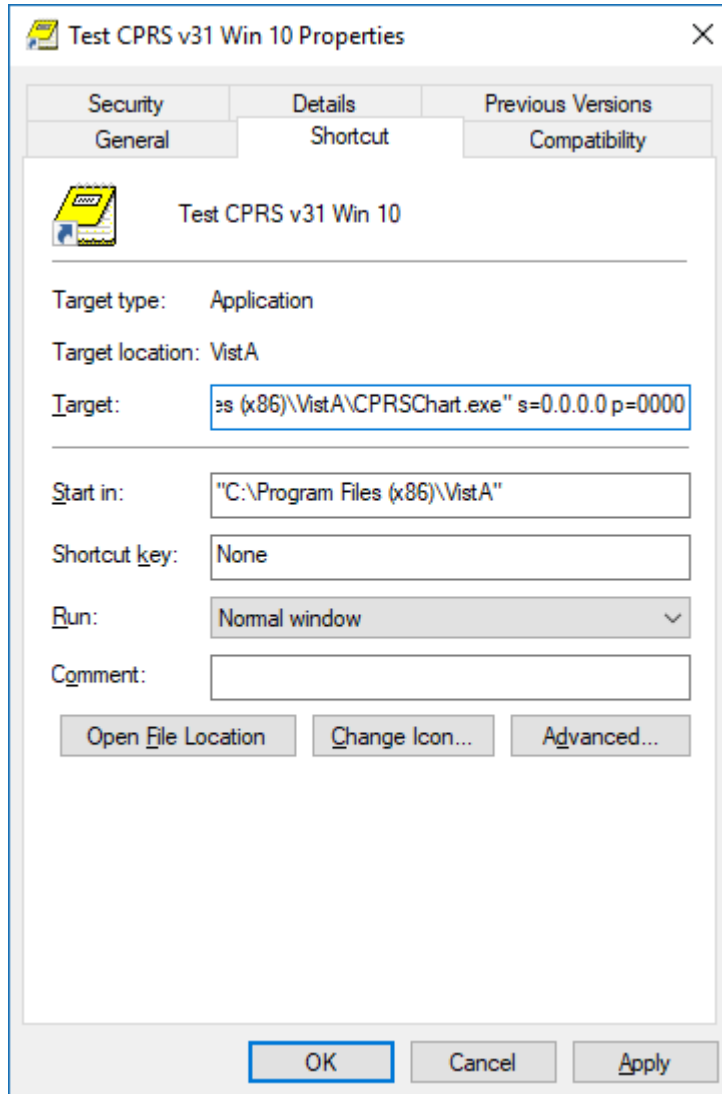 Test CPRS v31 Win 10 Properties
Security Details Previous Versions
General Shortcut Compatibility
Test CPRS v31 Win 10
Target type: Application
Target location: VistA
Target: es (x86)\VistA\CPRSChart.exe" s=0.0.0.0 p=0000
Start in: "C:\Program Files (x86)\VistA"
Shortcut key: None
Run: Normal window
Comment:
Open File Location Change Icon... Advanced...
OK Cancel Apply